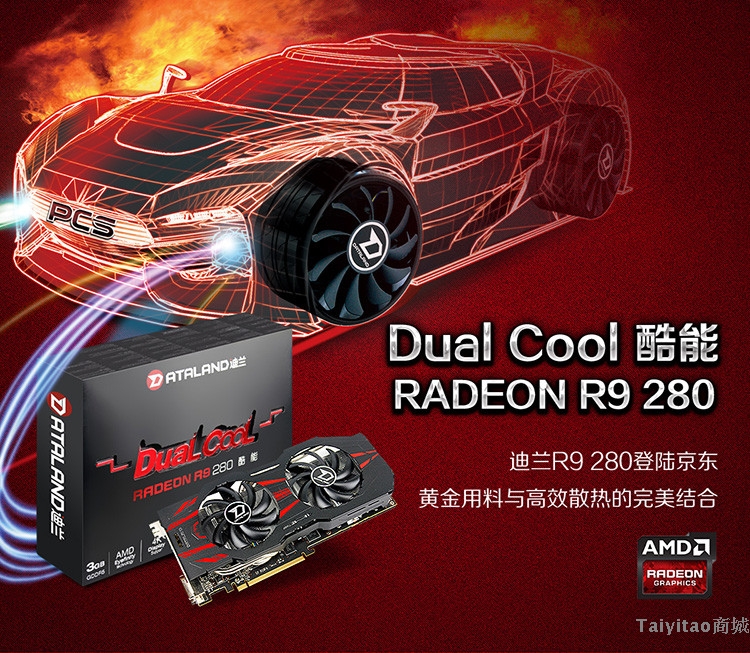 PCS
DATALAND
Dual Cool 酷能
RADEON R9 280
迪兰R9 280登陆京东
黄金用料与高效散热的完美结合
DATALAND迪兰
DATALAND迪兰
Dual Cool
RADEON R9 280 酷能
3GB
GDDR5
AMD
Eyefinity
4K
Display
AMD
RADEON
GRAPHICS
Taiyitao商城